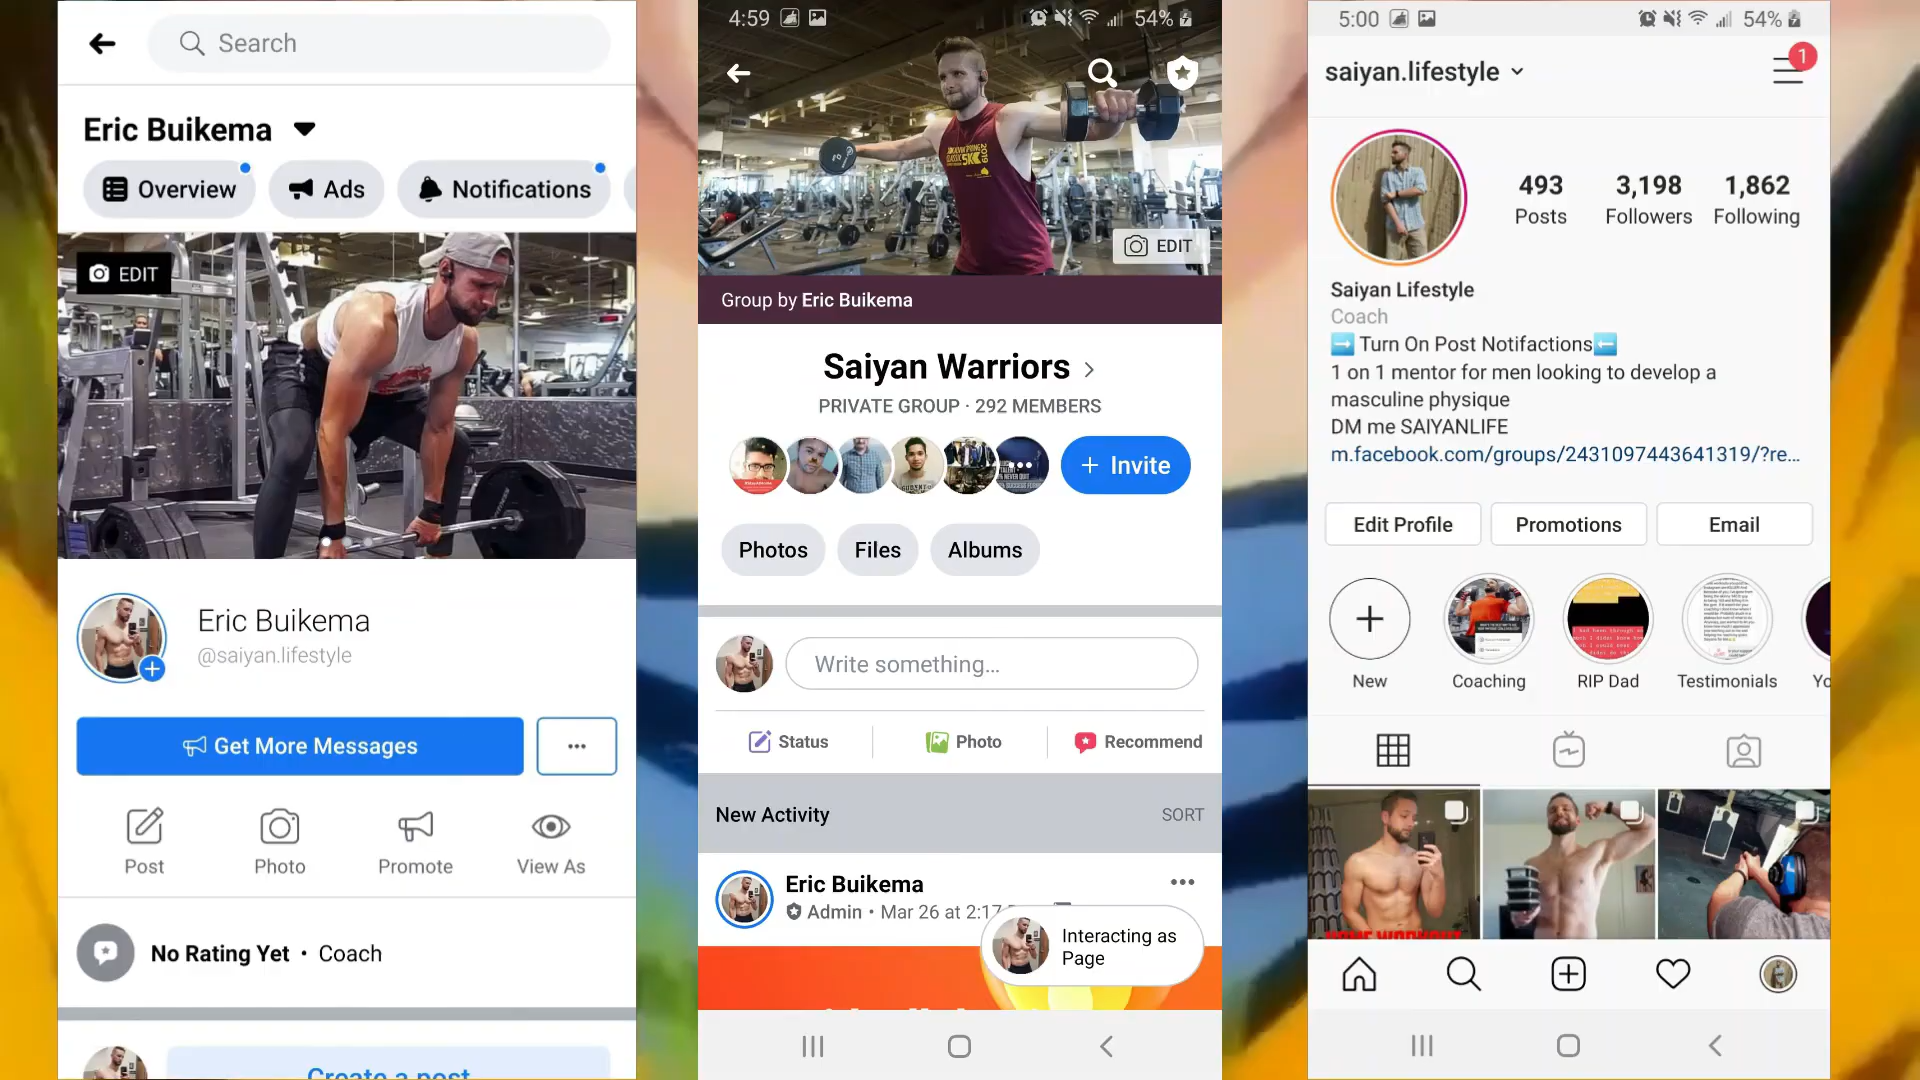 Search
Eric Buikema
Overview
Ads
Notifications
EDIT
Eric Buikema
@saiyan.lifestyle
Get More Messages
Post
Photo
Promote
View As
No Rating Yet • Coach
Create a post
4:59
54%
2019
EDIT
Group by Eric Buikema
Saiyan Warriors
PRIVATE GROUP · 292 MEMBERS
+ Invite
Photos
Files
Albums
Write something...
Status
Photo
Recommend
New Activity
SORT
Eric Buikema
Admin • Mar 26 at 2:17
Interacting as
Page
5:00
54%
saiyan.lifestyle
1
493
Posts
3,198
Followers
1,862
Following
Saiyan Lifestyle
Coach
Turn On Post Notifactions
1 on 1 mentor for men looking to develop a
masculine physique
DM me SAIYANLIFE
m.facebook.com/groups/2431097443641319/?re...
Edit Profile
Promotions
Email
New
Coaching
RIP Dad
Testimonials
Yo
HOME WORKOUT